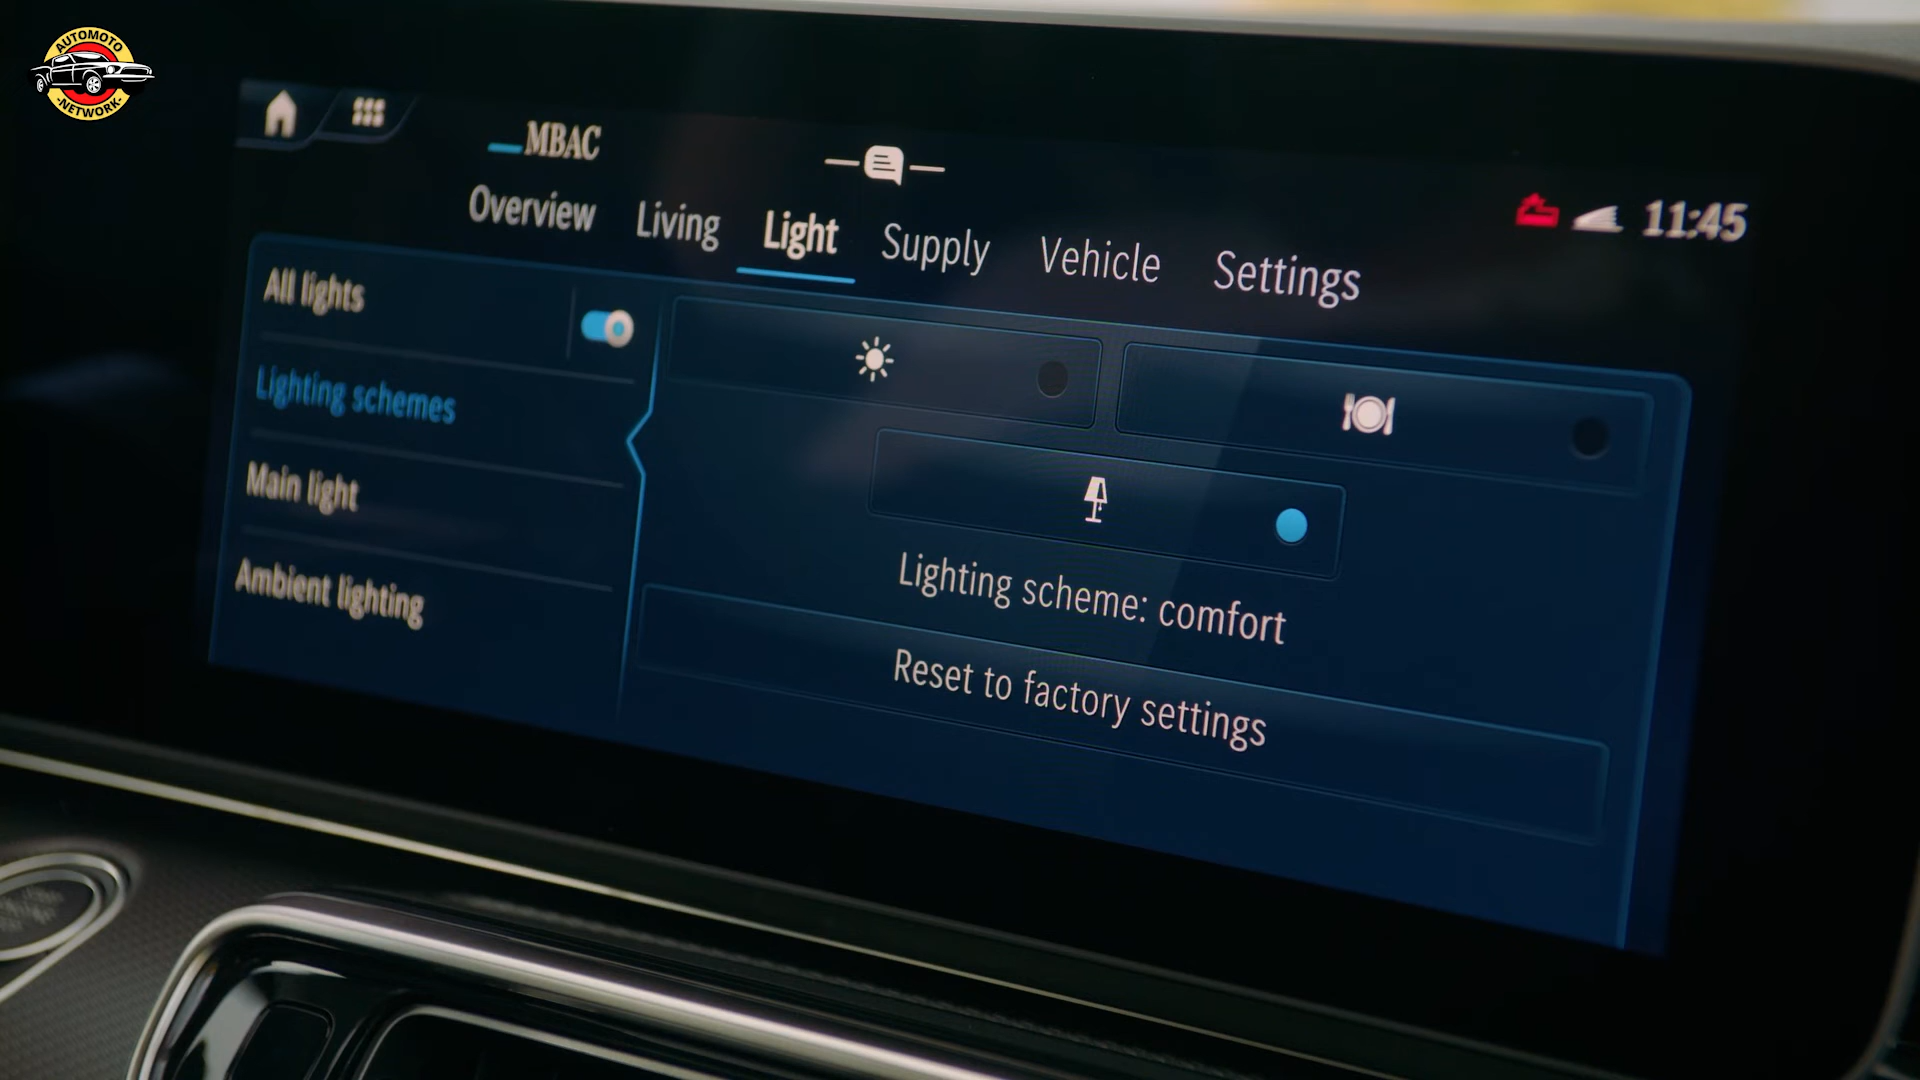 AUTOMOTO
-NETWORK-
MBAC
11:45
Overview Living Light Supply Vehicle Settings
All lights
Lighting schemes
Main light
Ambient lighting
Lighting scheme: comfort
Reset to factory settings